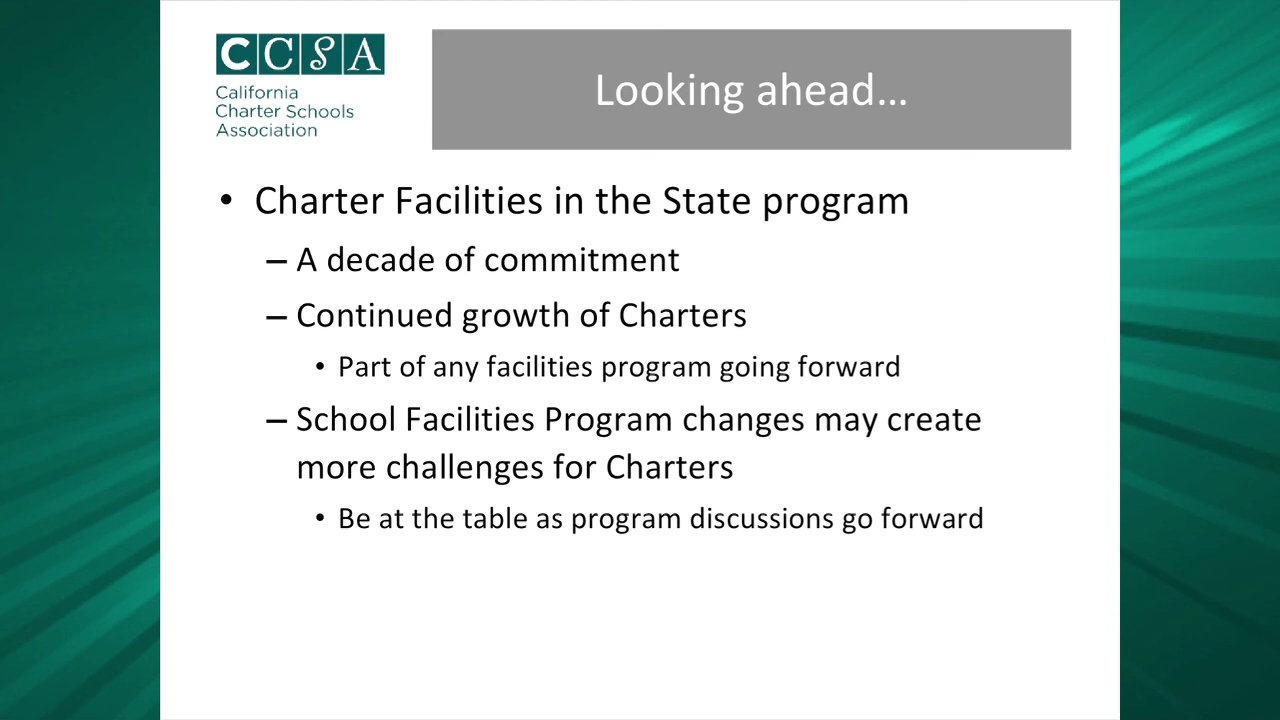 CCSA
California
Charter Schools
Association
Looking ahead...
• Charter Facilities in the State program
– A decade of commitment
– Continued growth of Charters
• Part of any facilities program going forward
– School Facilities Program changes may create
more challenges for Charters
• Be at the table as program discussions go forward